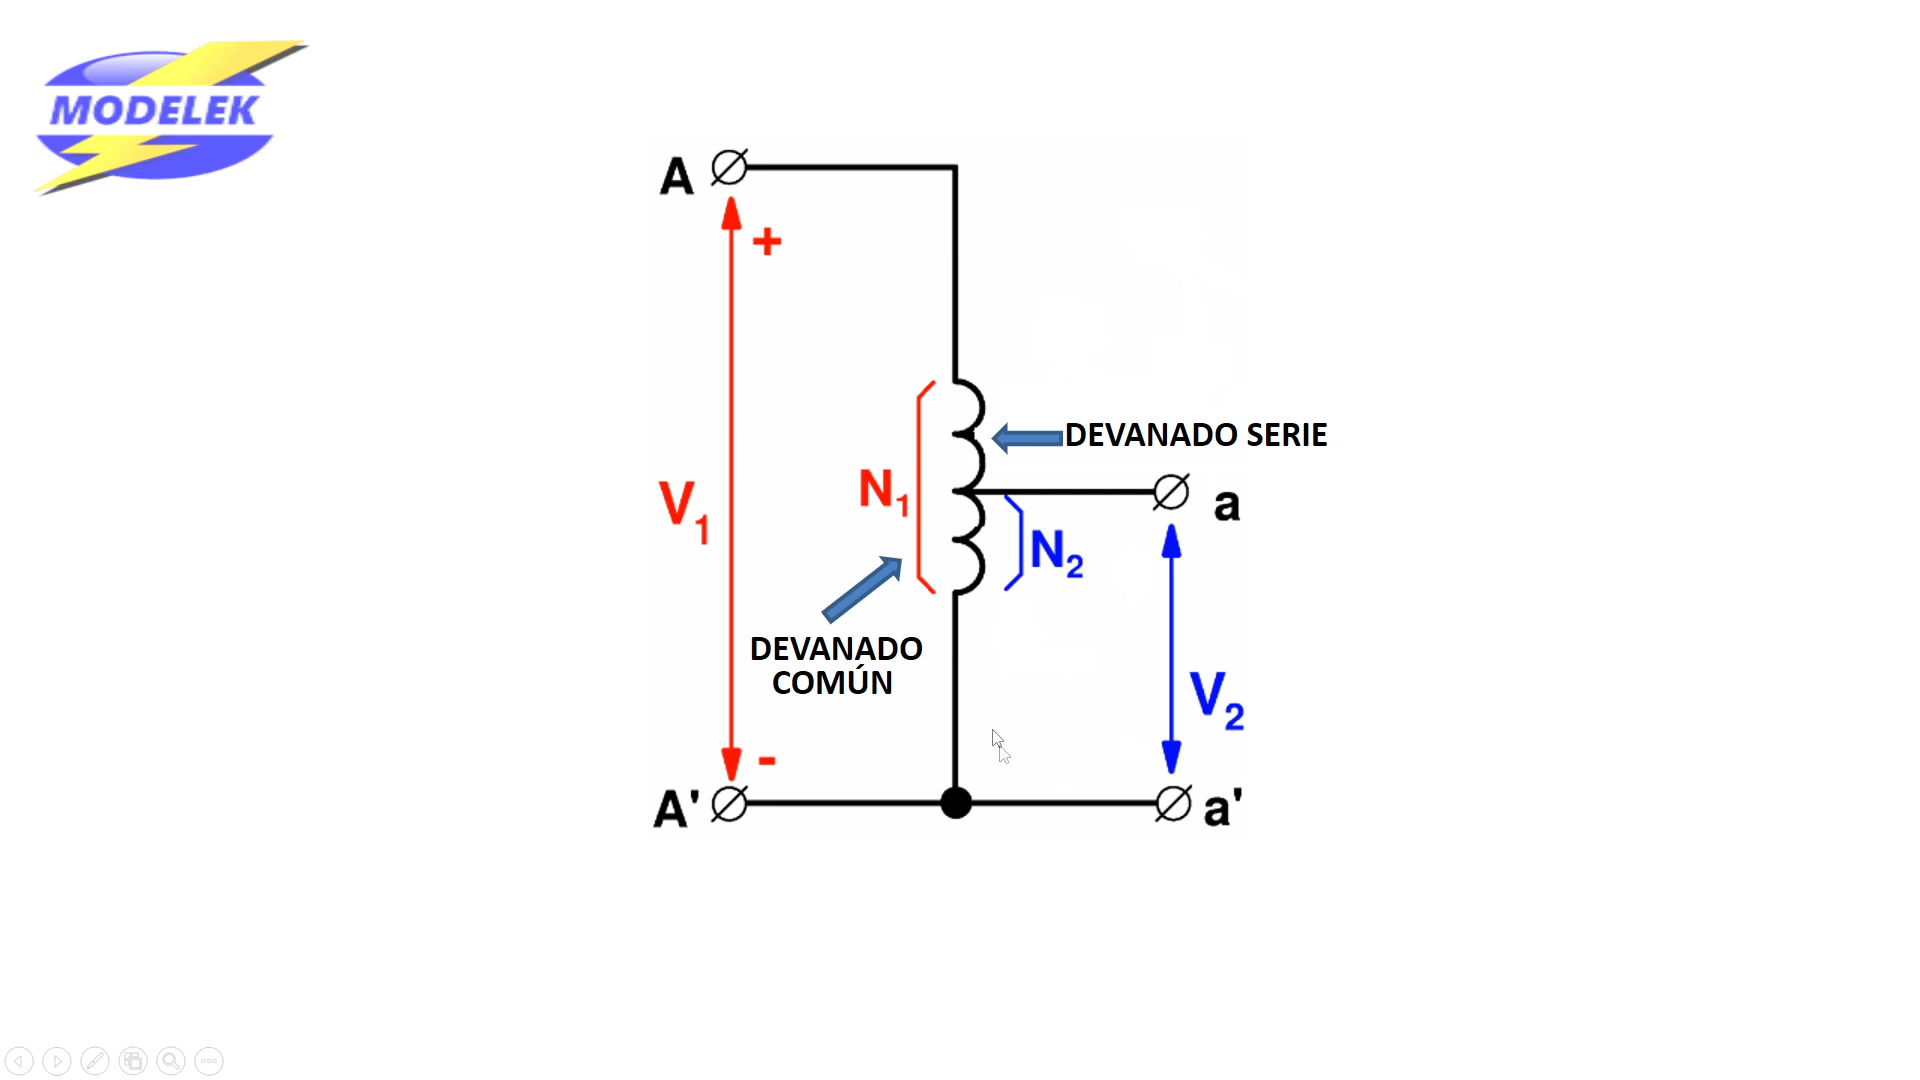 MODELEK
A
+
DEVANADO SERIE
N1
V1
a
N2
DEVANADO
COMÚN
V2
-
A'
a'